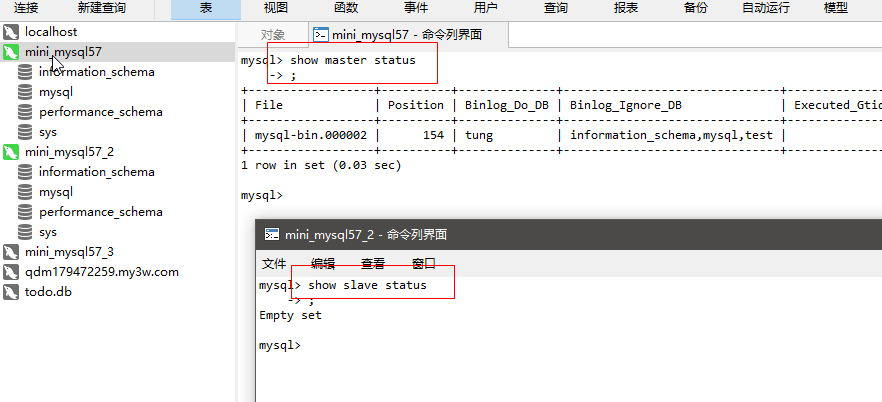 连接 新建查询 表 视图 函数 事件 用户 查询 报表 备份 自动运行 模型
localhost
mini_mysql57
information_schema
mysql
performance_schema
sys
mini_mysql57_2
information_schema
mysql
performance_schema
sys
mini_mysql57_3
qdm179472259.my3w.com
todo.db
对象 mini_mysql57 - 命令列界面
mysql> show master status
-> ;
+------------------+----------+--------------+-------------------------------+--------------
| File | Position | Binlog_Do_DB | Binlog_Ignore_DB | Executed_Gtid
+------------------+----------+--------------+-------------------------------+--------------
| mysql-bin.000002 | 154 | tung | information_schema,mysql,test |
+------------------+----------+--------------+-------------------------------+--------------
1 row in set (0.03 sec)
mysql>
mini_mysql57_2 - 命令列界面
文件 编辑 查看 窗口
mysql> show slave status
-> ;
Empty set
mysql>